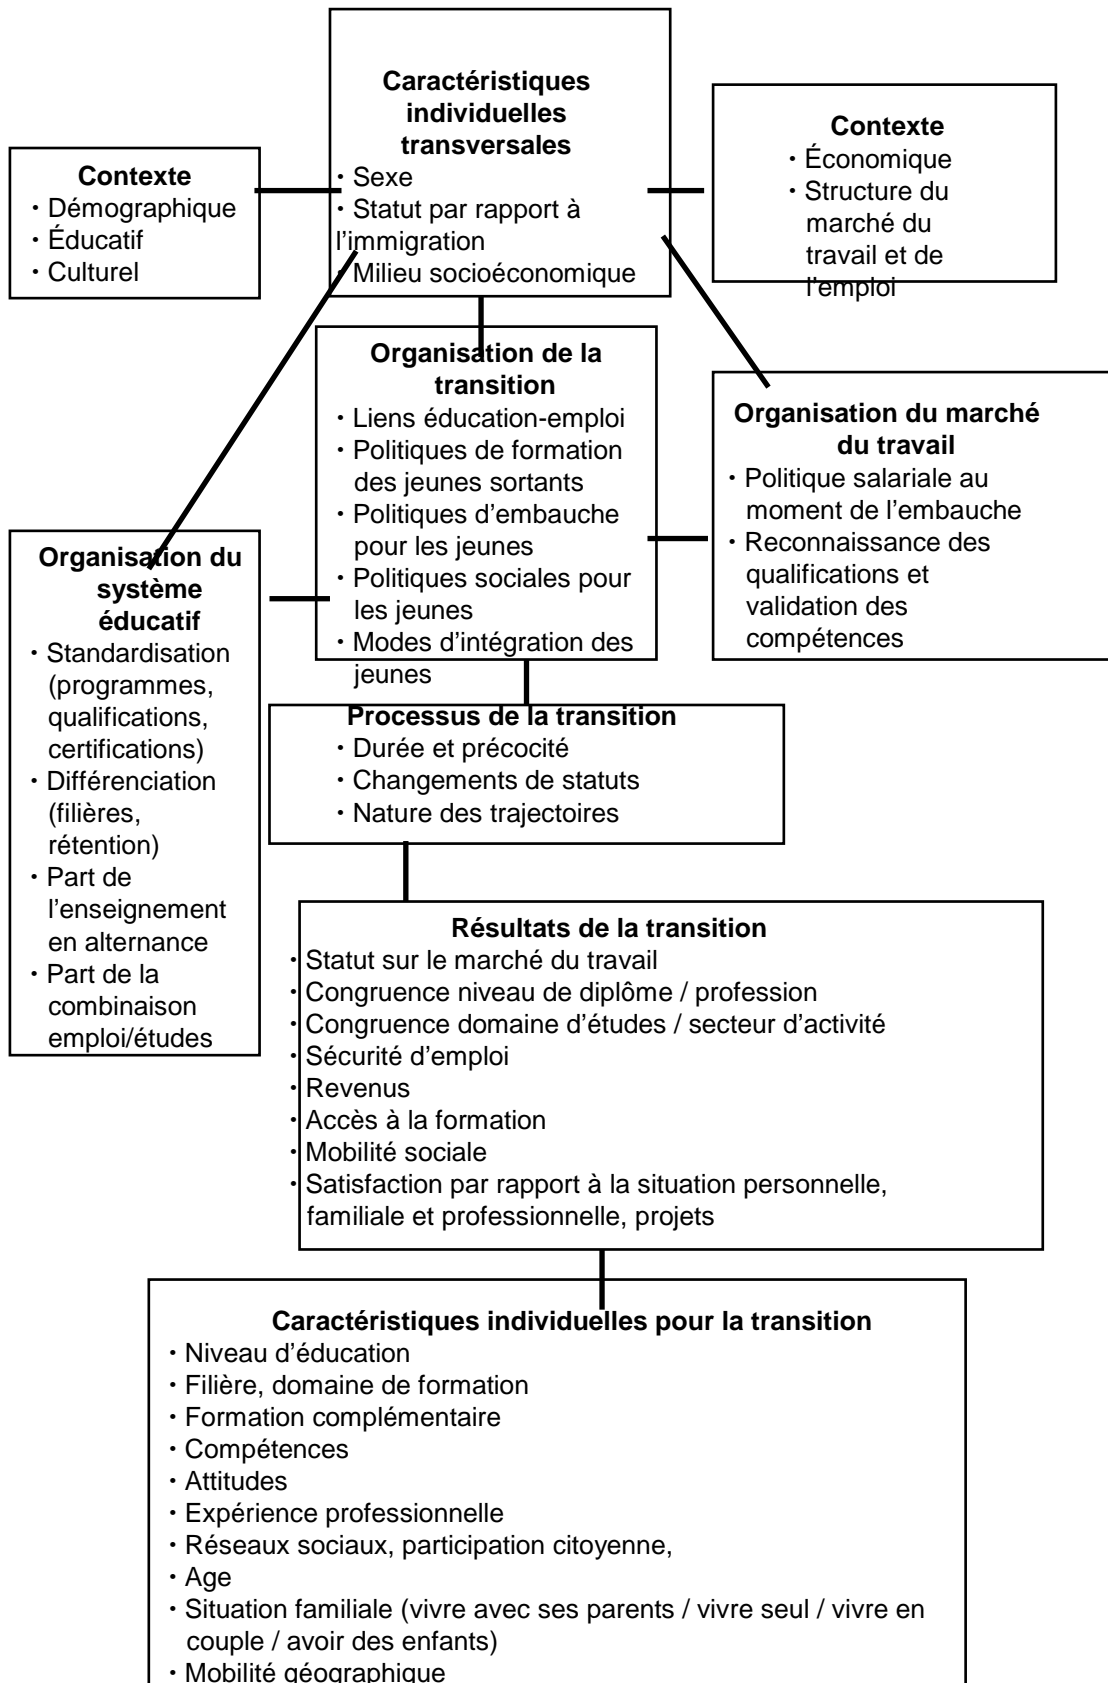 Caractéristiques
individuelles
transversales
· Sexe
· Statut par rapport à
l’immigration
· Milieu socioéconomique
Contexte
· Démographique
· Éducatif
· Culturel
Contexte
· Économique
· Structure du
marché du
travail et de
l’emploi
Organisation de la
transition
· Liens éducation-emploi
· Politiques de formation
des jeunes sortants
· Politiques d’embauche
pour les jeunes
· Politiques sociales pour
les jeunes
· Modes d’intégration des
jeunes
Organisation du marché
du travail
· Politique salariale au
moment de l’embauche
· Reconnaissance des
qualifications et
validation des
compétences
Organisation du
système
éducatif
· Standardisation
(programmes,
qualifications,
certifications)
· Différenciation
(filières,
rétention)
· Part de
l’enseignement
en alternance
· Part de la
combinaison
emploi/études
Processus de la transition
· Durée et précocité
· Changements de statuts
· Nature des trajectoires
Résultats de la transition
· Statut sur le marché du travail
· Congruence niveau de diplôme / profession
· Congruence domaine d’études / secteur d’activité
· Sécurité d’emploi
· Revenus
· Accès à la formation
· Mobilité sociale
· Satisfaction par rapport à la situation personnelle,
familiale et professionnelle, projets
Caractéristiques individuelles pour la transition
· Niveau d’éducation
· Filière, domaine de formation
· Formation complémentaire
· Compétences
· Attitudes
· Expérience professionnelle
· Réseaux sociaux, participation citoyenne,
· Age
· Situation familiale (vivre avec ses parents / vivre seul / vivre en
couple / avoir des enfants)
· Mobilité géographique